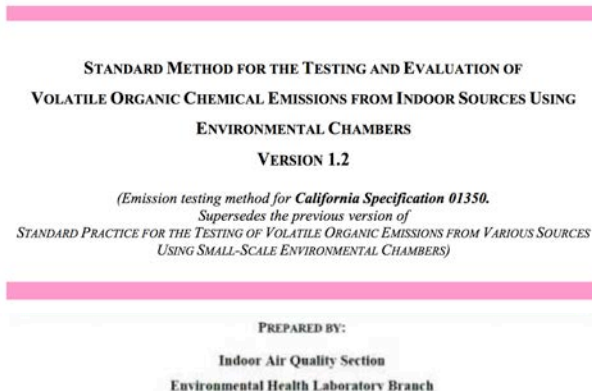 STANDARD METHOD FOR THE TESTING AND EVALUATION OF
VOLATILE ORGANIC CHEMICAL EMISSIONS FROM INDOOR SOURCES USING
ENVIRONMENTAL CHAMBERS
VERSION 1.2
(Emission testing method for California Specification 01350.
Supersedes the previous version of
STANDARD PRACTICE FOR THE TESTING OF VOLATILE ORGANIC EMISSIONS FROM VARIOUS SOURCES
USING SMALL-SCALE ENVIRONMENTAL CHAMBERS)
PREPARED BY:
Indoor Air Quality Section
Environmental Health Laboratory Branch